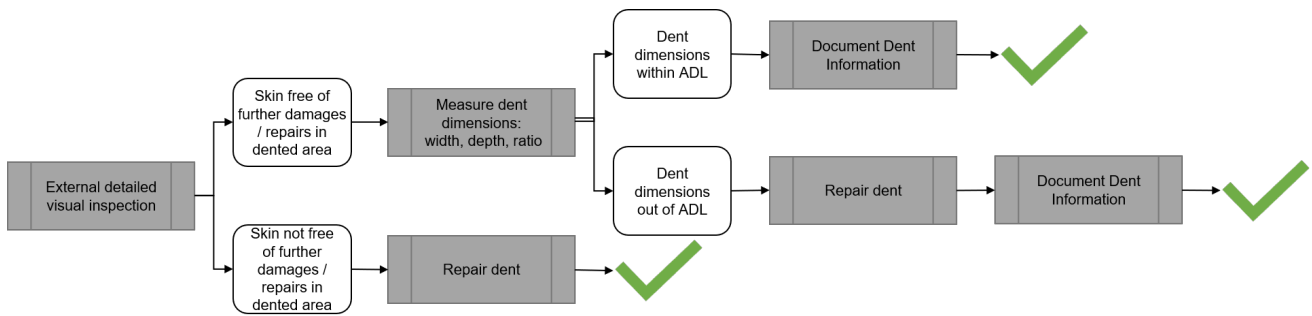 External detailed
visual inspection
Skin free of
further damages
/ repairs in
dented area
Measure dent
dimensions:
width, depth, ratio
Dent
dimensions
within ADL
Document Dent
Information
Dent
dimensions
out of ADL
Repair dent
Document Dent
Information
Skin not free
of further
damages /
repairs in
dented area
Repair dent